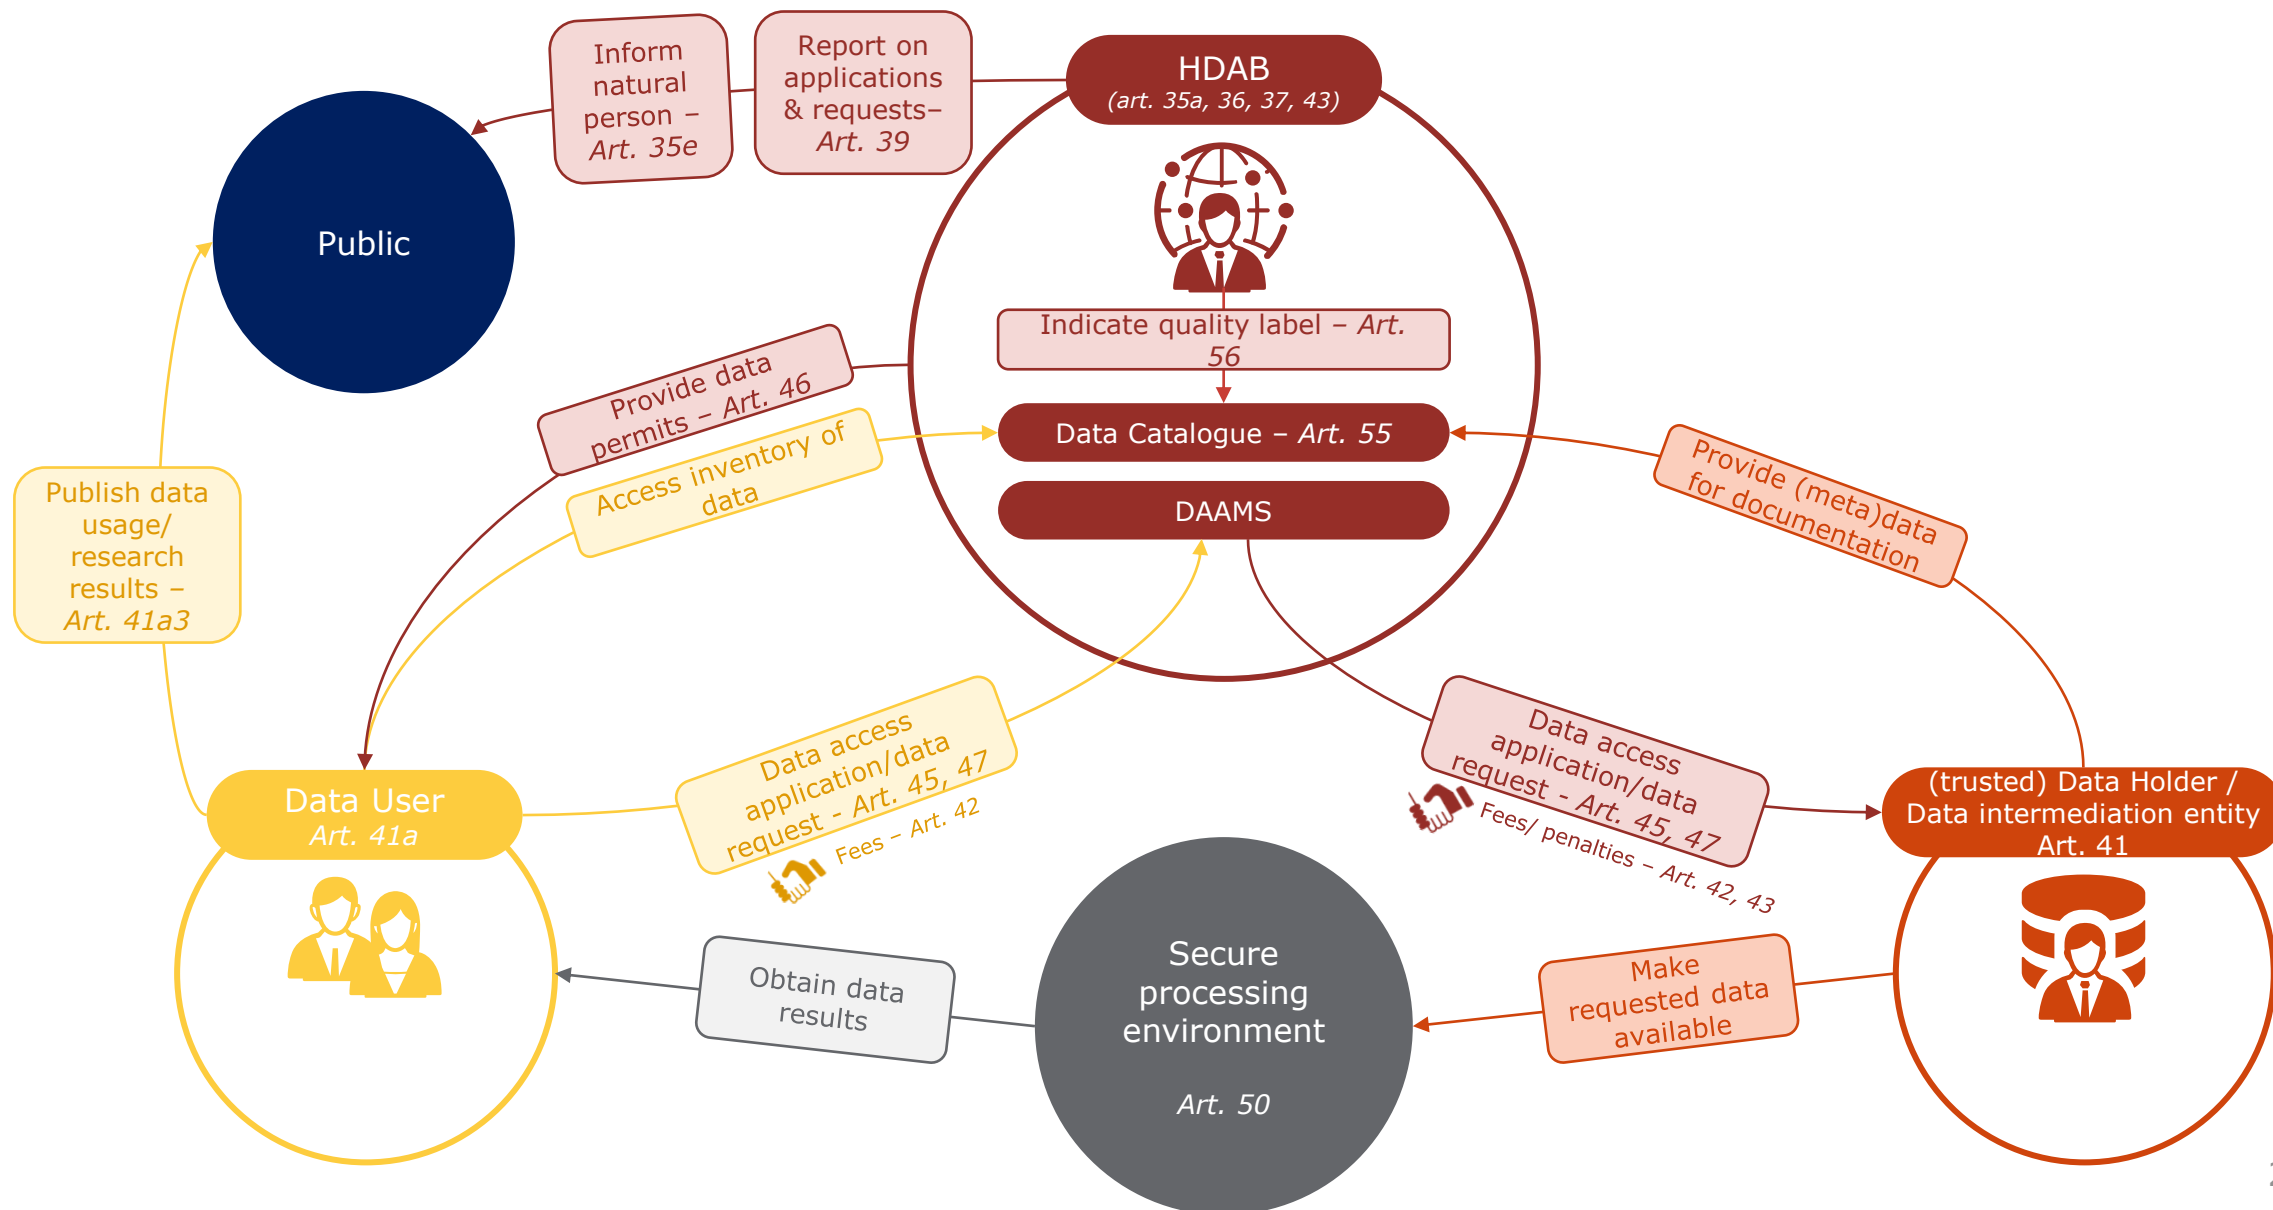 Inform
natural
person –
Art. 35e
Report on
applications
& requests–
Art. 39
HDAB
(art. 35a, 36, 37, 43)
Public
Indicate quality label – Art.
56
Provide data
permits – Art. 46
Access inventory of
data
Data Catalogue – Art. 55
DAAMS
Provide (meta)data
for documentation
Publish data
usage/
research
results –
Art. 41a3
Data access
application/data
request - Art. 45, 47
Fees – Art. 42
Data access
application/data
request - Art. 45, 47
Fees/ penalties – Art. 42, 43
Data User
Art. 41a
(trusted) Data Holder /
Data intermediation entity
Art. 41
Obtain data
results
Secure
processing
environment
Art. 50
Make
requested data
available